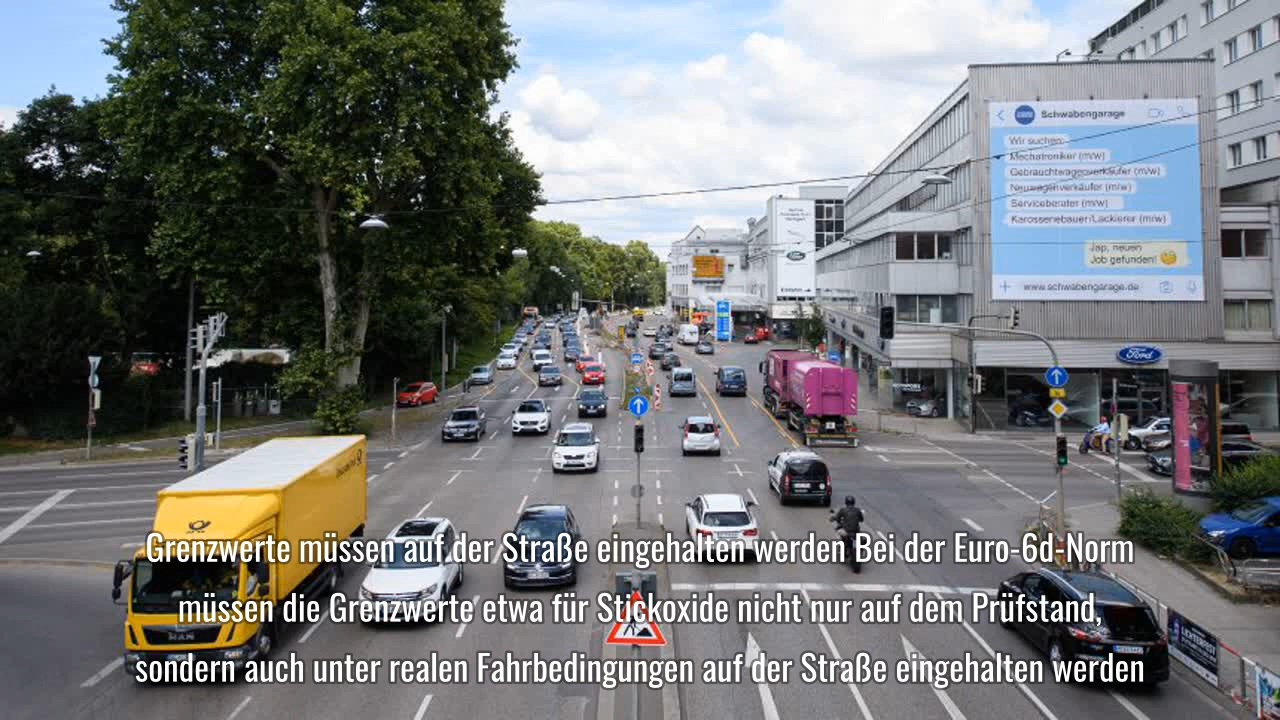 Schwabengarage
Wir suchen:
Mechatroniker (m/w)
Gebrauchtwagenverkäufer (m/w)
Neuwagenverkäufer (m/w)
Serviceberater (m/w)
Karosseriebauer/Lackierer (m/w)
Jap, neuen
Job gefunden!
www.schwabengarage.de
Ford
MAN
LICHTERFEST
Grenzwerte müssen auf der Straße eingehalten werden Bei der Euro-6d-Norm
müssen die Grenzwerte etwa für Stickoxide nicht nur auf dem Prüfstand,
sondern auch unter realen Fahrbedingungen auf der Straße eingehalten werden